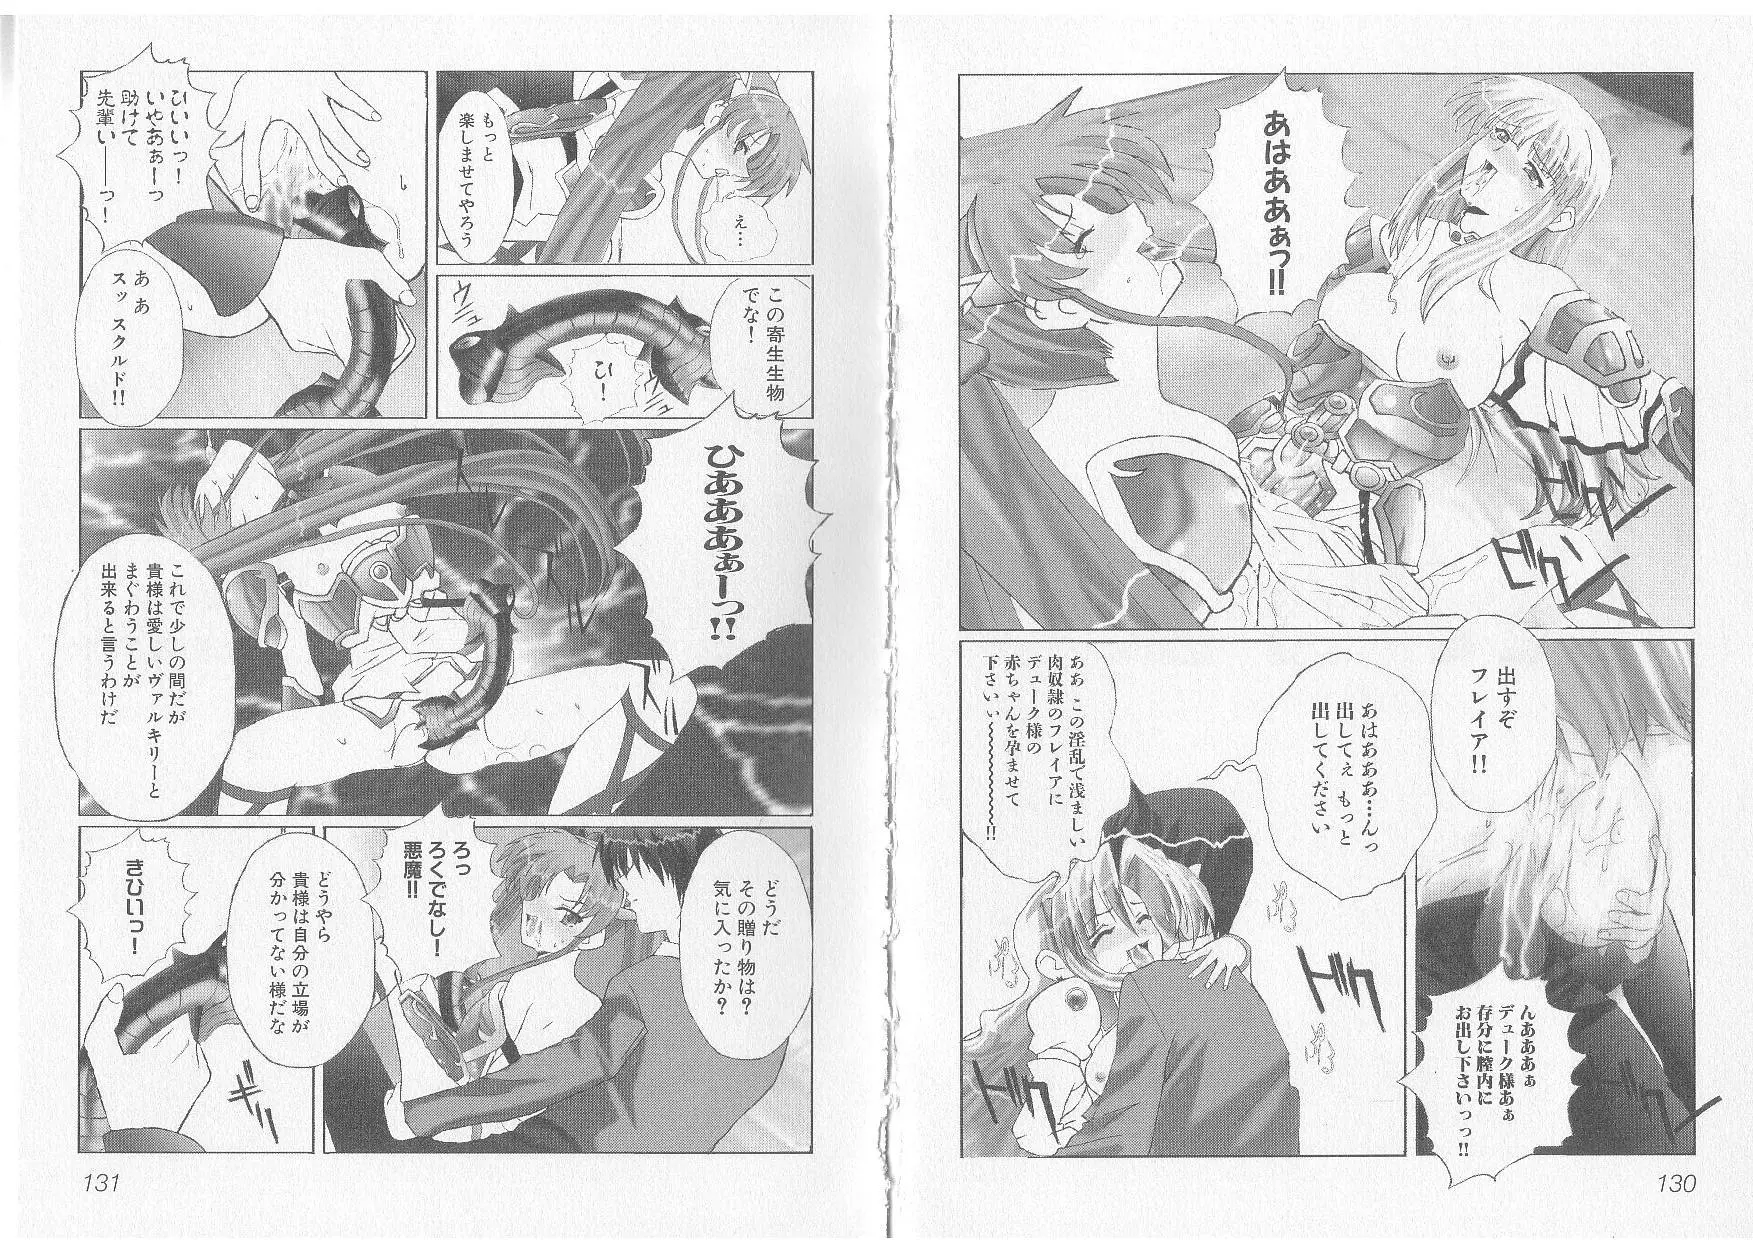 あはあああぁっ!!
ドクン
ビクン
出すぞ
フレイア!!
あはあああ…んっ
出してぇ もっと
出してください
んあああぁ
デューク様あぁ
存分に膣内に
お出し下さいっっ!!
ああ この淫乱で浅ましい
肉奴隷のフレイアに
デューク様の
赤ちゃんを孕ませて
下さいぃ〜〜〜〜〜〜!!
ドク
ドク
130
もっと
楽しませてやろう
え…
この寄生生物
でな!
ウニュ
ひ!
ひいいっ!
いやあぁーっ
助けて
先輩いーーっ!
ああ
スッ スクルド!!
ひあああぁーっ!!
これで少しの間だが
貴様は愛しいヴァルキリーと
まぐわうことが
出来ると言うわけだ
どうだ
その贈り物は?
気に入ったか?
ろっ
ろくでなし!
悪魔!!
どうやら
貴様は自分の立場が
分かってない様だな
きひいっ!
ギギ
131